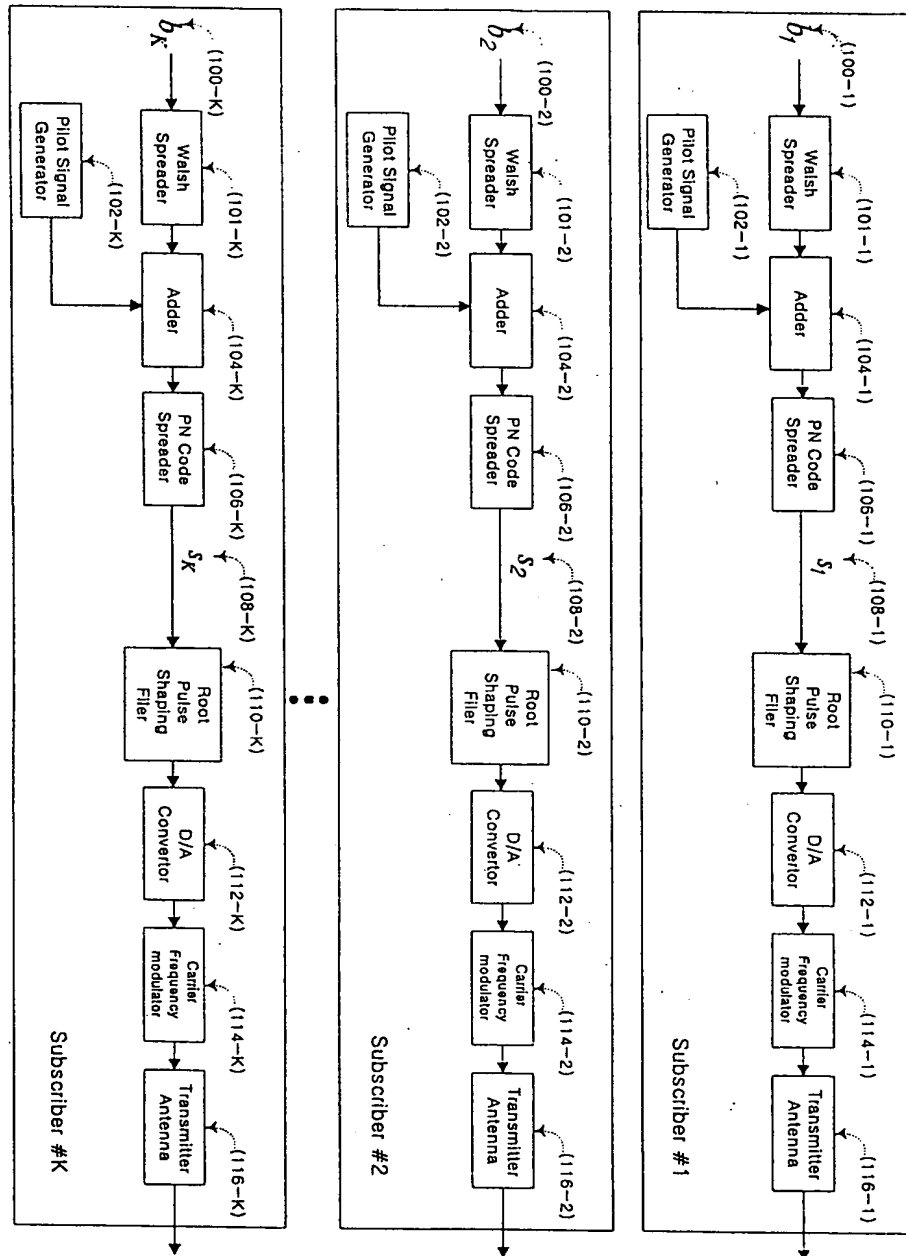 b1
(100-1)
Walsh
Spreader
(101-1)
Pilot Signal
Generator
(102-1)
Adder
(104-1)
PN Code
Spreader
(106-1)
s1
(108-1)
Root
Pulse
Shaping
Filer
(110-1)
D/A
Convertor
(112-1)
Carrier
Frequency
modulator
(114-1)
Transmitter
Antenna
(116-1)
Subscriber #1
b2
(100-2)
Walsh
Spreader
(101-2)
Pilot Signal
Generator
(102-2)
Adder
(104-2)
PN Code
Spreader
(106-2)
s2
(108-2)
Root
Pulse
Shaping
Filer
(110-2)
D/A
Convertor
(112-2)
Carrier
Frequency
modulator
(114-2)
Transmitter
Antenna
(116-2)
Subscriber #2
bK
(100-K)
Walsh
Spreader
(101-K)
Pilot Signal
Generator
(102-K)
Adder
(104-K)
PN Code
Spreader
(106-K)
sK
(108-K)
Root
Pulse
Shaping
Filer
(110-K)
D/A
Convertor
(112-K)
Carrier
Frequency
modulator
(114-K)
Transmitter
Antenna
(116-K)
Subscriber #K